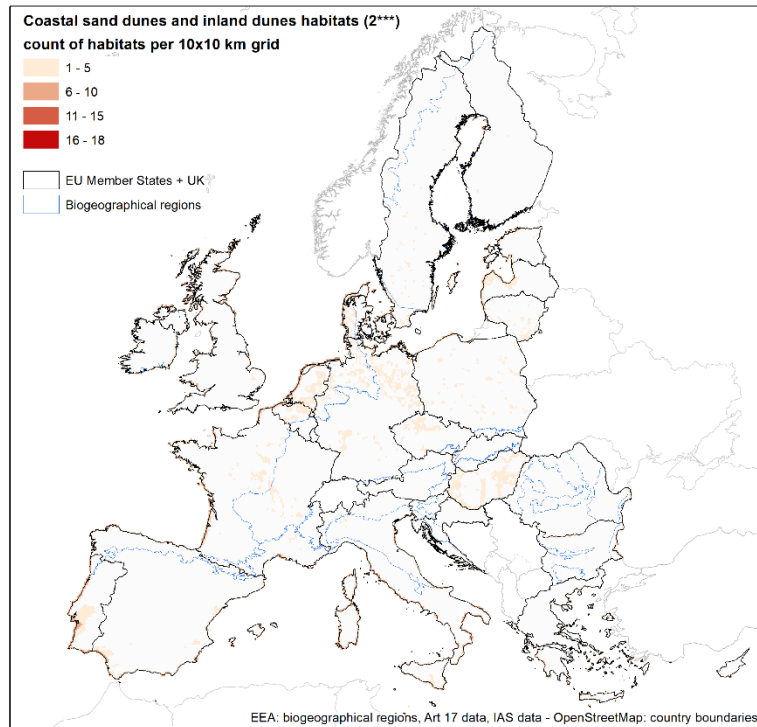 Coastal sand dunes and inland dunes habitats (2***)
count of habitats per 10x10 km grid
1 - 5
6 - 10
11 - 15
16 - 18
EU Member States + UK
Biogeographical regions
EEA: biogeographical regions, Art 17 data, IAS data - OpenStreetMap: country boundaries